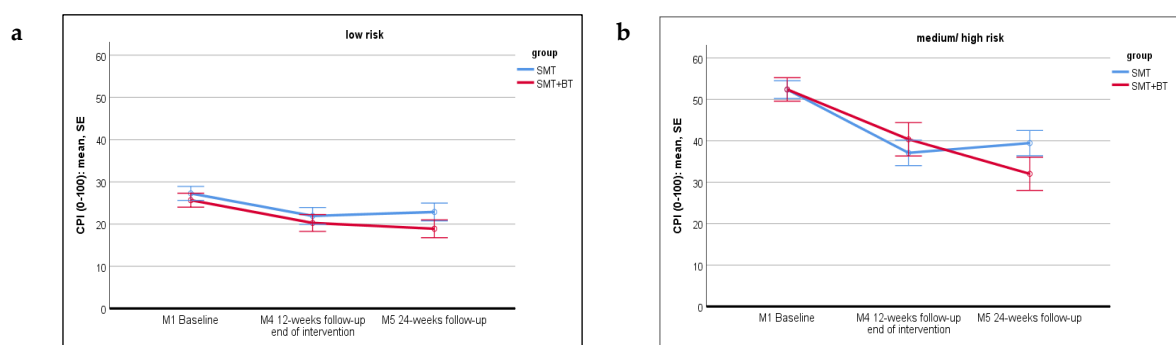 a
low risk
group
SMT
SMT+BT
CPI (0-100): mean, SE
60
50
40
30
20
10
0
M1 Baseline
M4 12-weeks follow-up
end of intervention
M5 24-weeks follow-up
b
medium/ high risk
group
SMT
SMT+BT
CPI (0-100): mean, SE
60
50
40
30
20
10
0
M1 Baseline
M4 12-weeks follow-up
end of intervention
M5 24-weeks follow-up